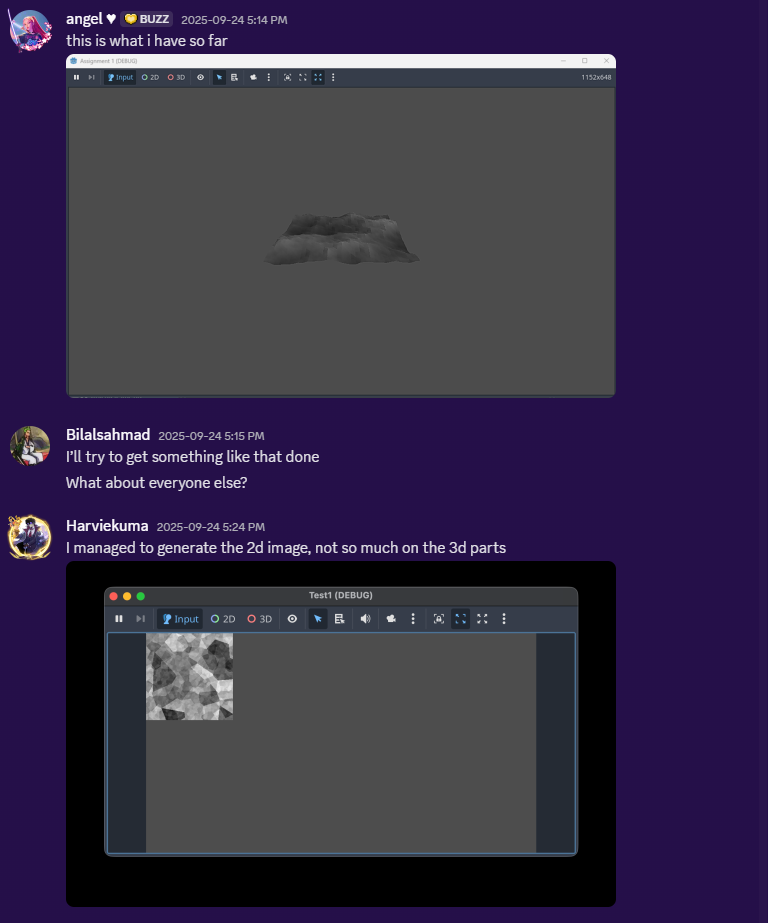 angel ♥ BUZZ 2025-09-24 5:14 PM
this is what i have so far
Assignment 1 (DEBUG)
Input 2D 3D 1152x648
Bilalsahmad 2025-09-24 5:15 PM
I'll try to get something like that done
What about everyone else?
Harviekuma 2025-09-24 5:24 PM
I managed to generate the 2d image, not so much on the 3d parts
Test1 (DEBUG)
Input 2D 3D